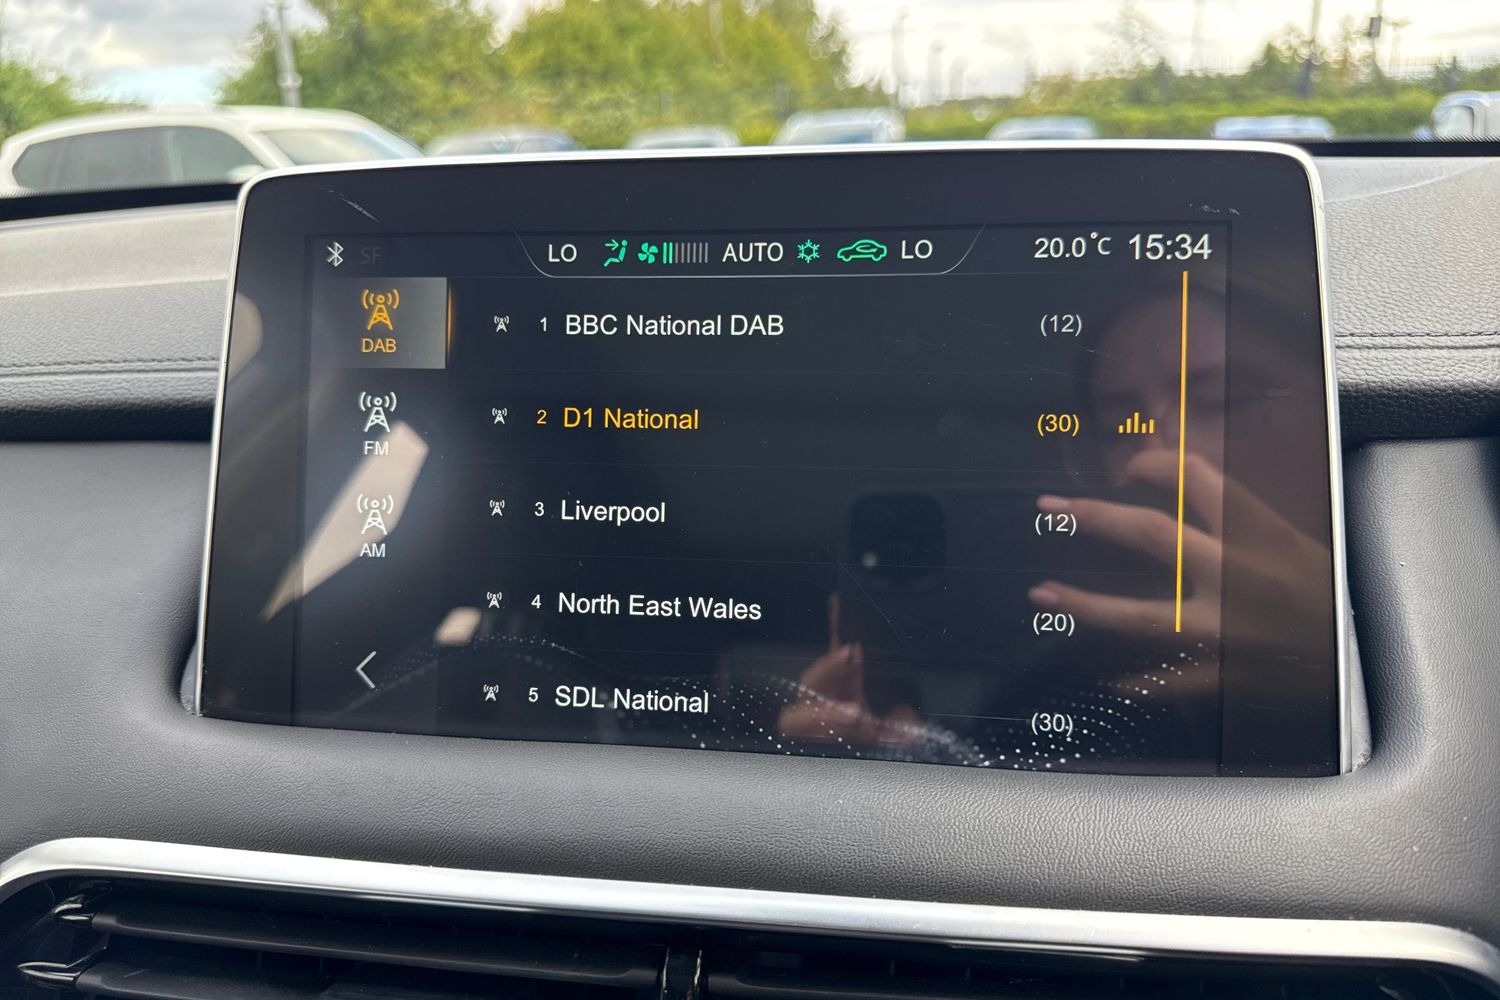 SF LO AUTO LO 20.0°C 15:34
DAB
FM
AM
1 BBC National DAB (12)
2 D1 National (30)
3 Liverpool (12)
4 North East Wales (20)
5 SDL National (30)